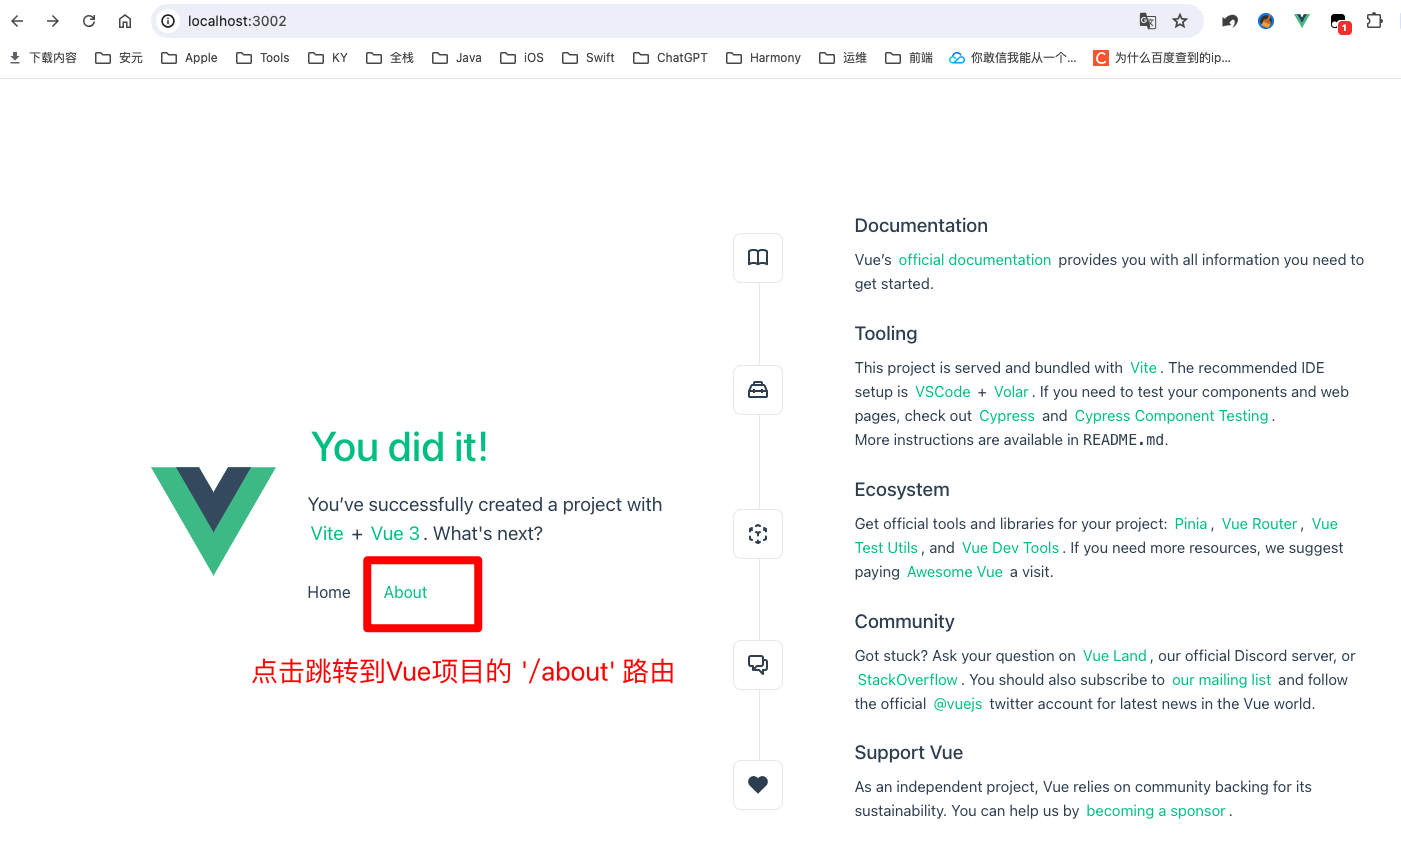 localhost:3002
1
下载内容 安元 Apple Tools KY 全栈 Java iOS Swift ChatGPT Harmony 运维 前端 你敢信我能从一个... C 为什么百度查到的ip...
You did it!
You’ve successfully created a project with
Vite + Vue 3. What's next?
Home About
点击跳转到Vue项目的 '/about' 路由
Documentation
Vue’s official documentation provides you with all information you need to
get started.
Tooling
This project is served and bundled with Vite. The recommended IDE
setup is VSCode + Volar. If you need to test your components and web
pages, check out Cypress and Cypress Component Testing.
More instructions are available in README.md.
Ecosystem
Get official tools and libraries for your project: Pinia, Vue Router, Vue
Test Utils, and Vue Dev Tools. If you need more resources, we suggest
paying Awesome Vue a visit.
Community
Got stuck? Ask your question on Vue Land, our official Discord server, or
StackOverflow. You should also subscribe to our mailing list and follow
the official @vuejs twitter account for latest news in the Vue world.
Support Vue
As an independent project, Vue relies on community backing for its
sustainability. You can help us by becoming a sponsor.